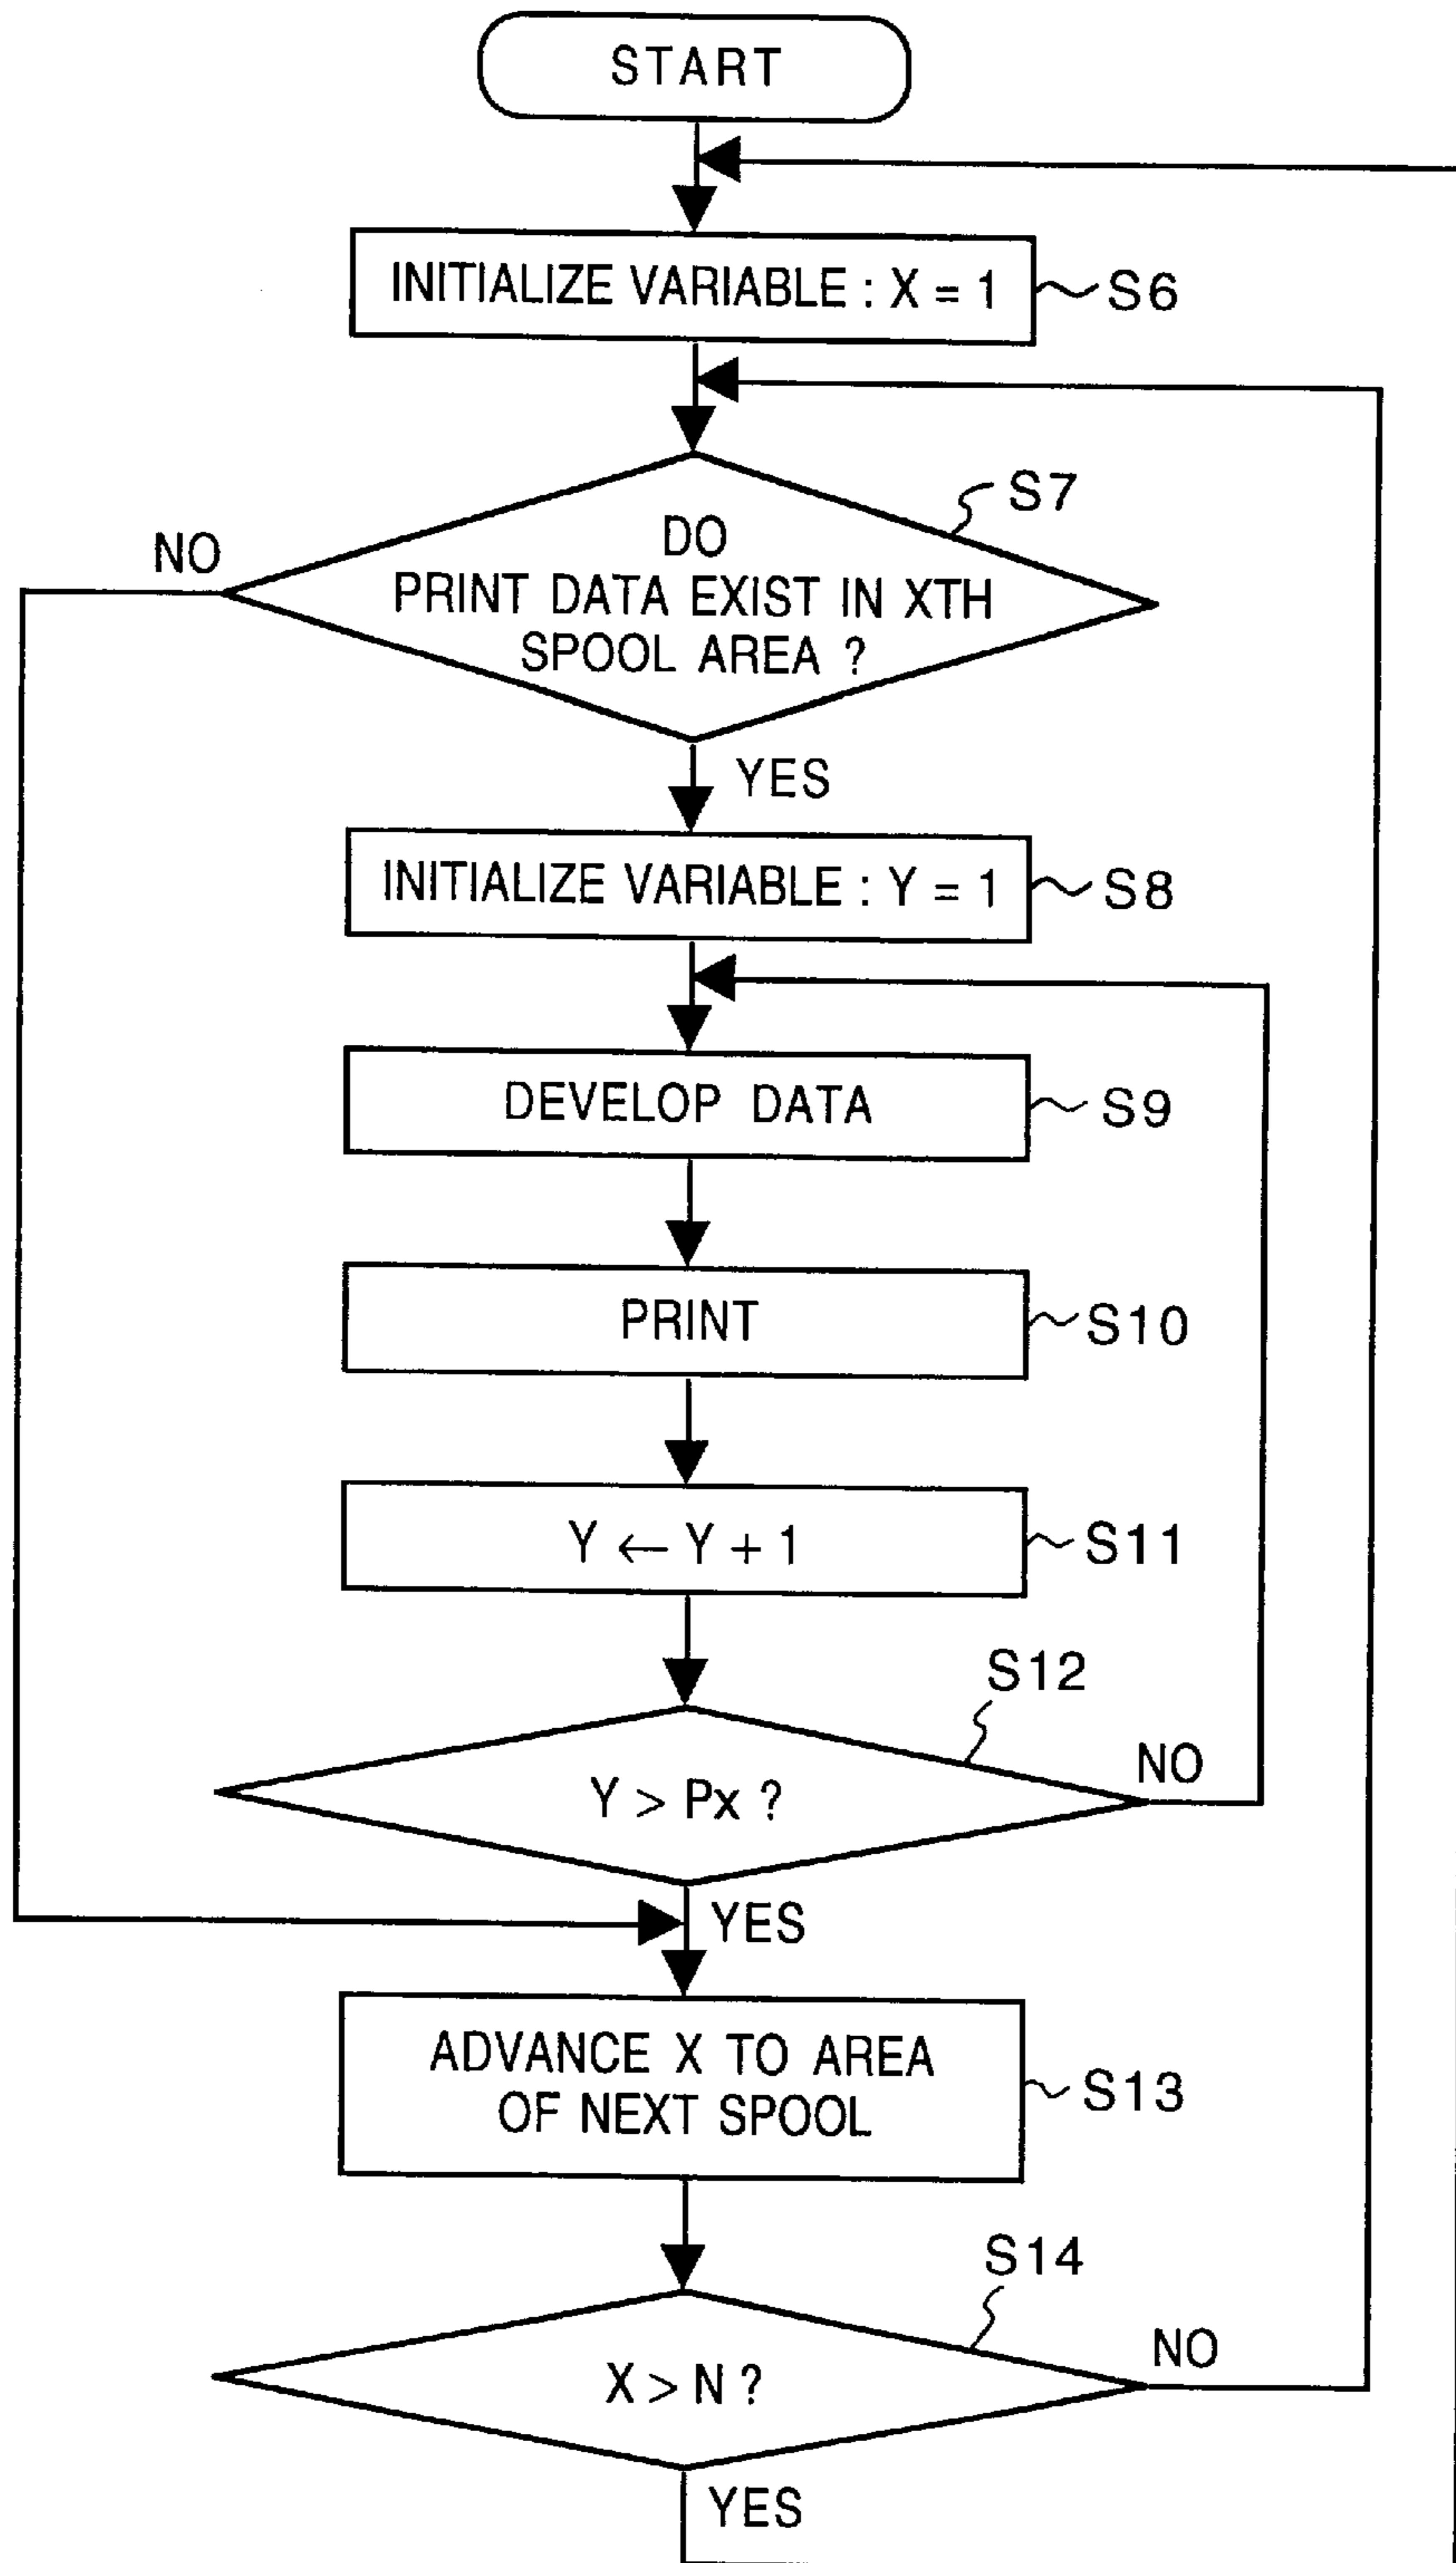 START
INITIALIZE VARIABLE : X = 1
S6
S7
NO
DO
PRINT DATA EXIST IN XTH
SPOOL AREA ?
YES
INITIALIZE VARIABLE : Y = 1
S8
DEVELOP DATA
S9
PRINT
S10
Y ← Y + 1
S11
S12
Y > Px ?
NO
YES
ADVANCE X TO AREA
OF NEXT SPOOL
S13
S14
X > N ?
NO
YES